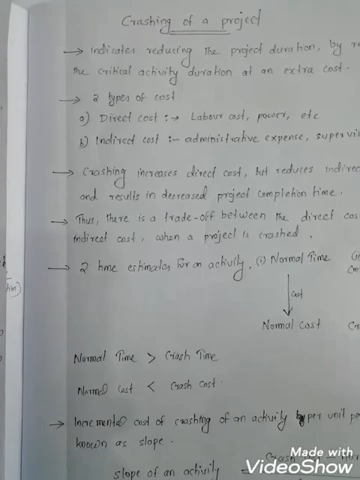 Crashing of a project
→ indicates reducing the project duration, by
the critical activity duration at an extra cost.
→ 2 types of cost
a) Direct cost :→ Labour cost, power, etc
b) Indirect cost :- administrative expense,
→ Crashing increases direct cost, but reduces
and results in decreased project completion time.
→ Thus, there is a trade-off between the direct
indirect cost, when a project is crashed.
→ 2 time estimates for an activity. (i) Normal Time
cost
Normal Cost
Normal Time > Crash Time
Normal Cost < Crash Cost
→ Incremental cost of crashing of an activity per unit
known as slope.
slope of an activity
Made with
VideoShow